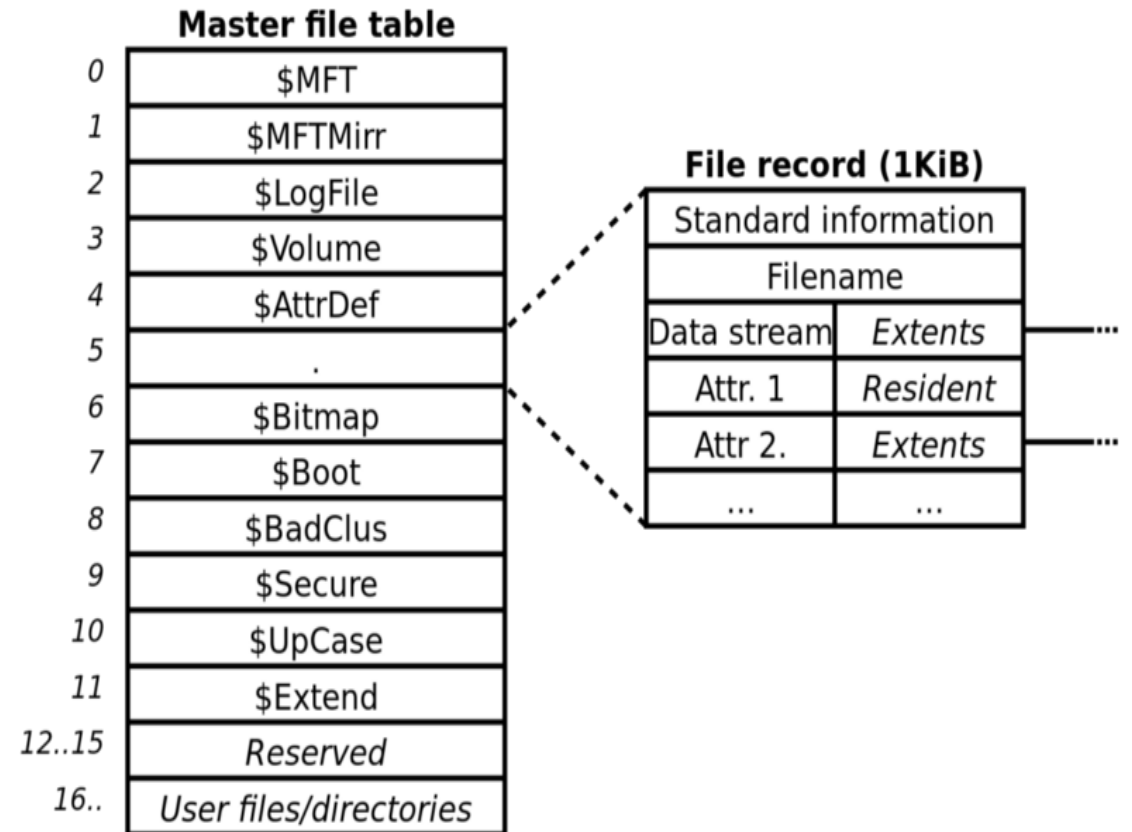 Master file table
0 $MFT
1 $MFTMirr
2 $LogFile
3 $Volume
4 $AttrDef
5 .
6 $Bitmap
7 $Boot
8 $BadClus
9 $Secure
10 $UpCase
11 $Extend
12..15 Reserved
16.. User files/directories
File record (1KiB)
Standard information
Filename
Data stream Extents
Attr. 1 Resident
Attr 2. Extents
... ...